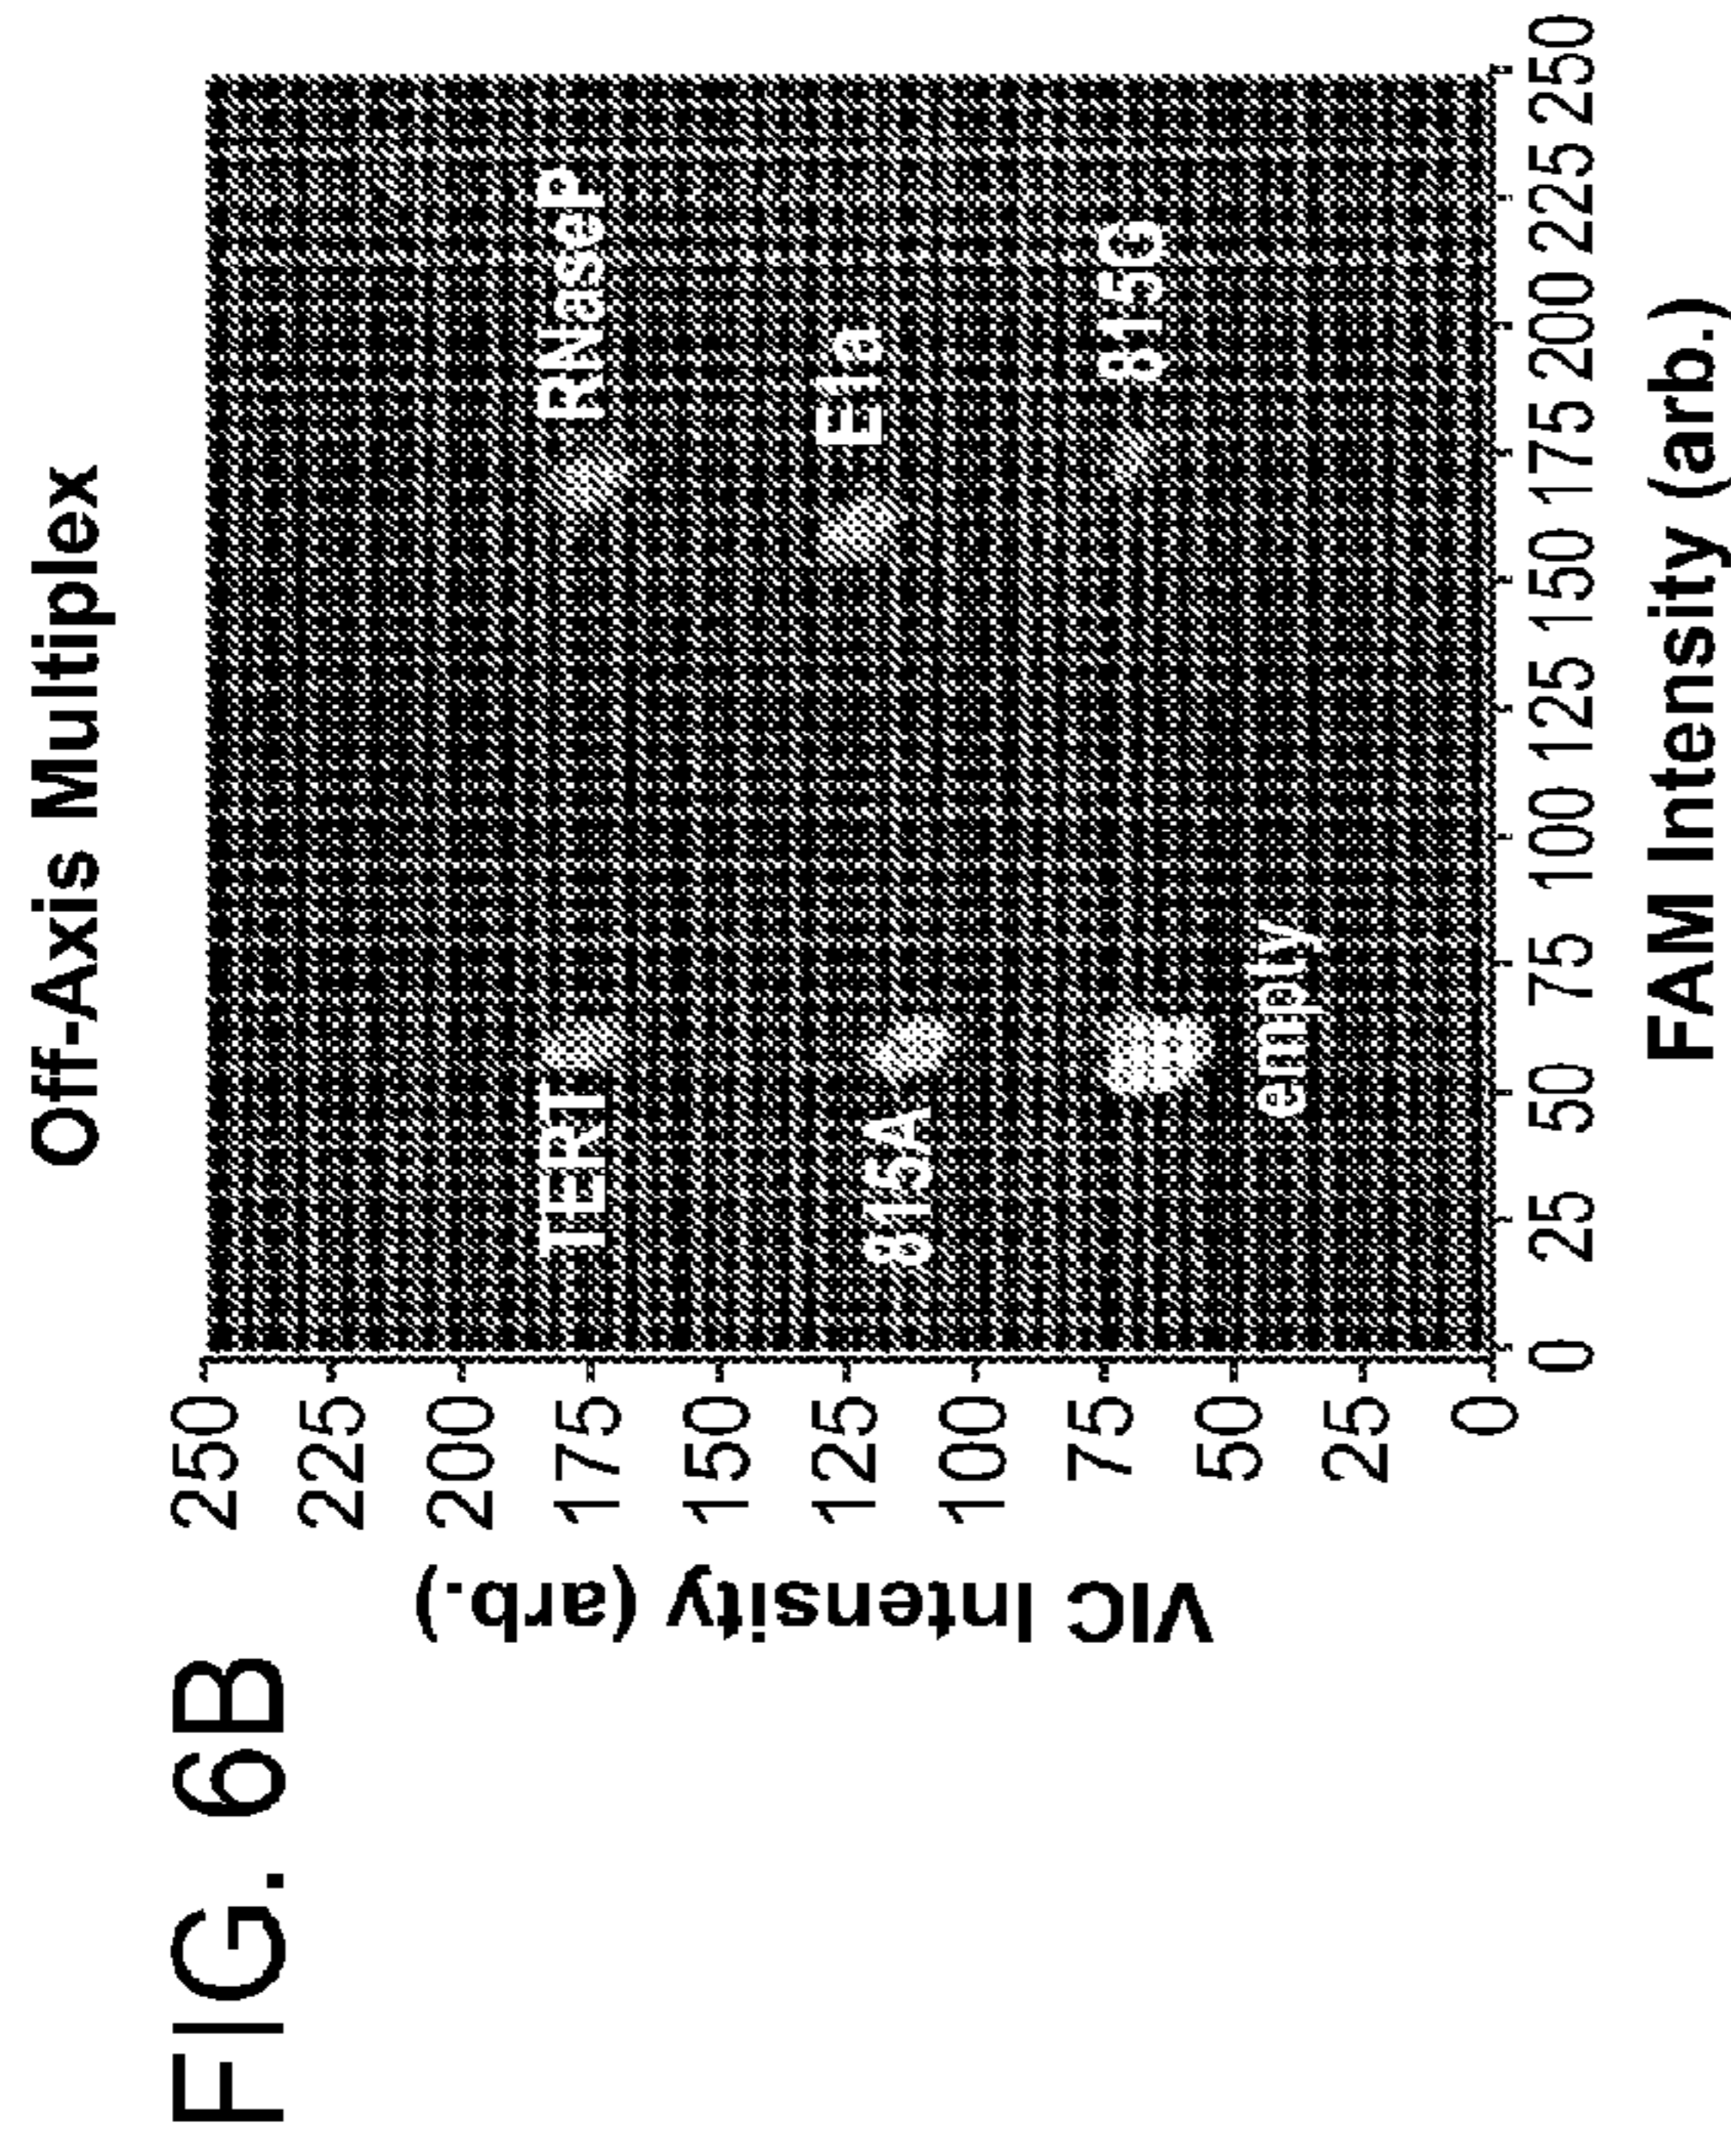 FIG. 6B
Off-Axis Multiplex
VIC Intensity (arb.)
250
225
200
175
150
125
100
75
50
25
0
TERT
RNaseP
815A
E1a
815G
empty
0 25 50 75 100 125 150 175 200 225 250
FAM Intensity (arb.)